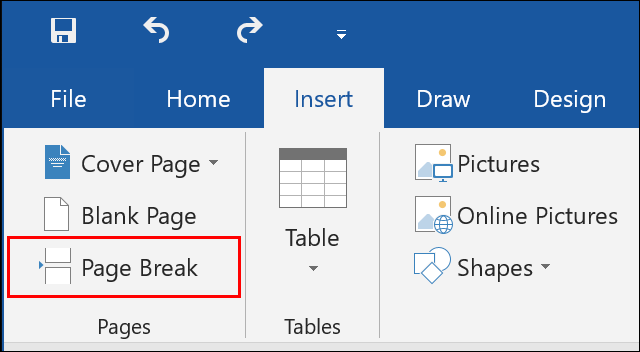 File Home Insert Draw Design
Cover Page
Blank Page
Page Break
Pages
Table
Tables
Pictures
Online Pictures
Shapes